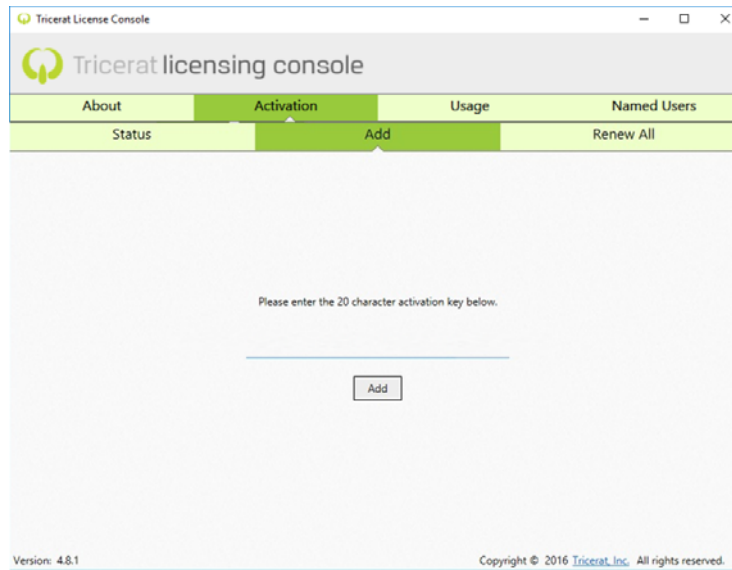 Tricerat License Console
Tricerat licensing console
About Activation Usage Named Users
Status Add Renew All
Please enter the 20 character activation key below.
Add
Version: 4.8.1 Copyright © 2016 Tricerat, Inc. All rights reserved.